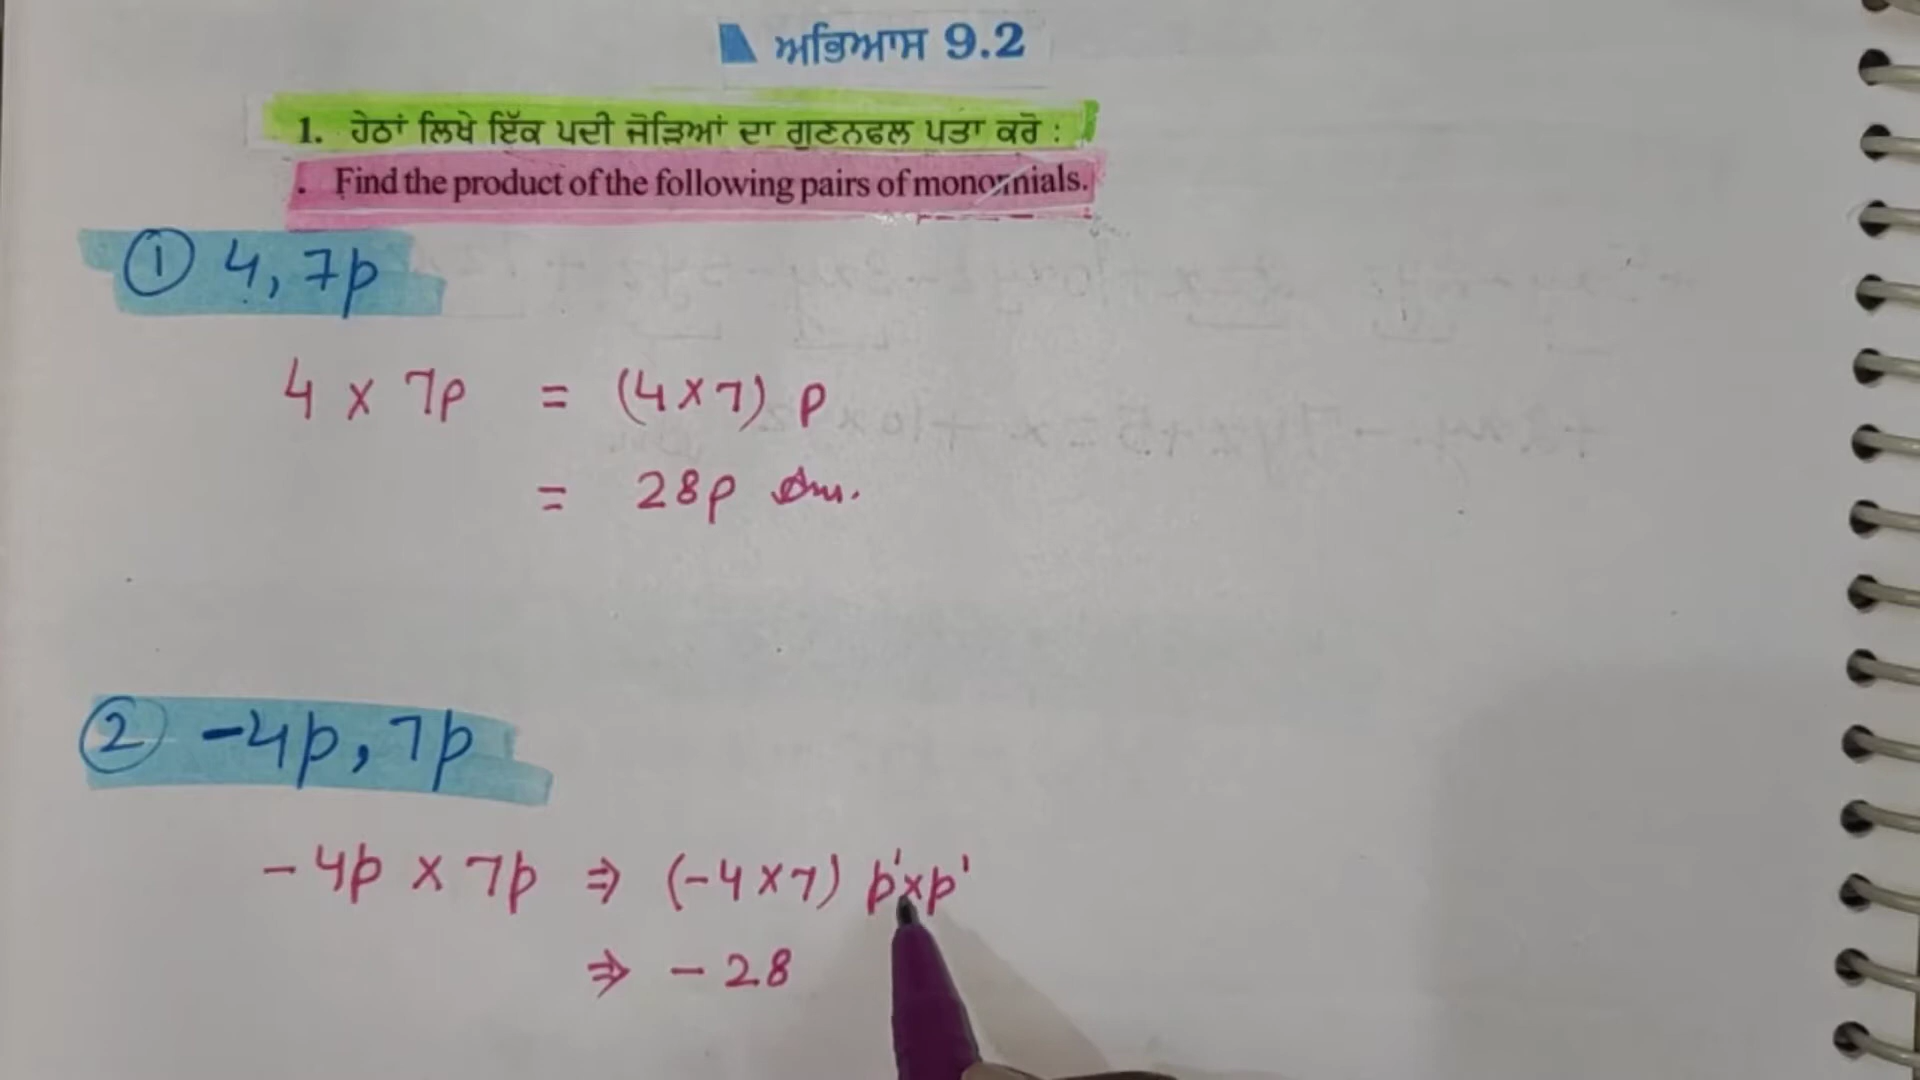 ਅਭਿਆਸ 9.2
1. ਹੇਠਾਂ ਲਿਖੇ ਇੱਕ ਪਦੀ ਜੋੜਿਆਂ ਦਾ ਗੁਣਨਫਲ ਪਤਾ ਕਰੋ :
. Find the product of the following pairs of monomials.
① 4, 7p
4 × 7p = (4×7) p
= 28p Ans.
② -4p, 7p
-4p × 7p ⇒ (-4×7) p¹×p¹
⇒ -28